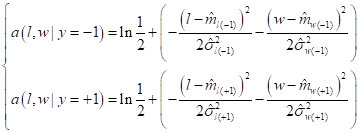 a(l,w|y=-1)=ln 1/2+(-(l-m̂_{l(-1)})^2/(2σ̂^2_{l(-1)})-(w-m̂_{w(-1)})^2/(2σ̂^2_{w(-1)}))
a(l,w|y=+1)=ln 1/2+(-(l-m̂_{l(+1)})^2/(2σ̂^2_{l(+1)})-(w-m̂_{w(+1)})^2/(2σ̂^2_{w(+1)}))